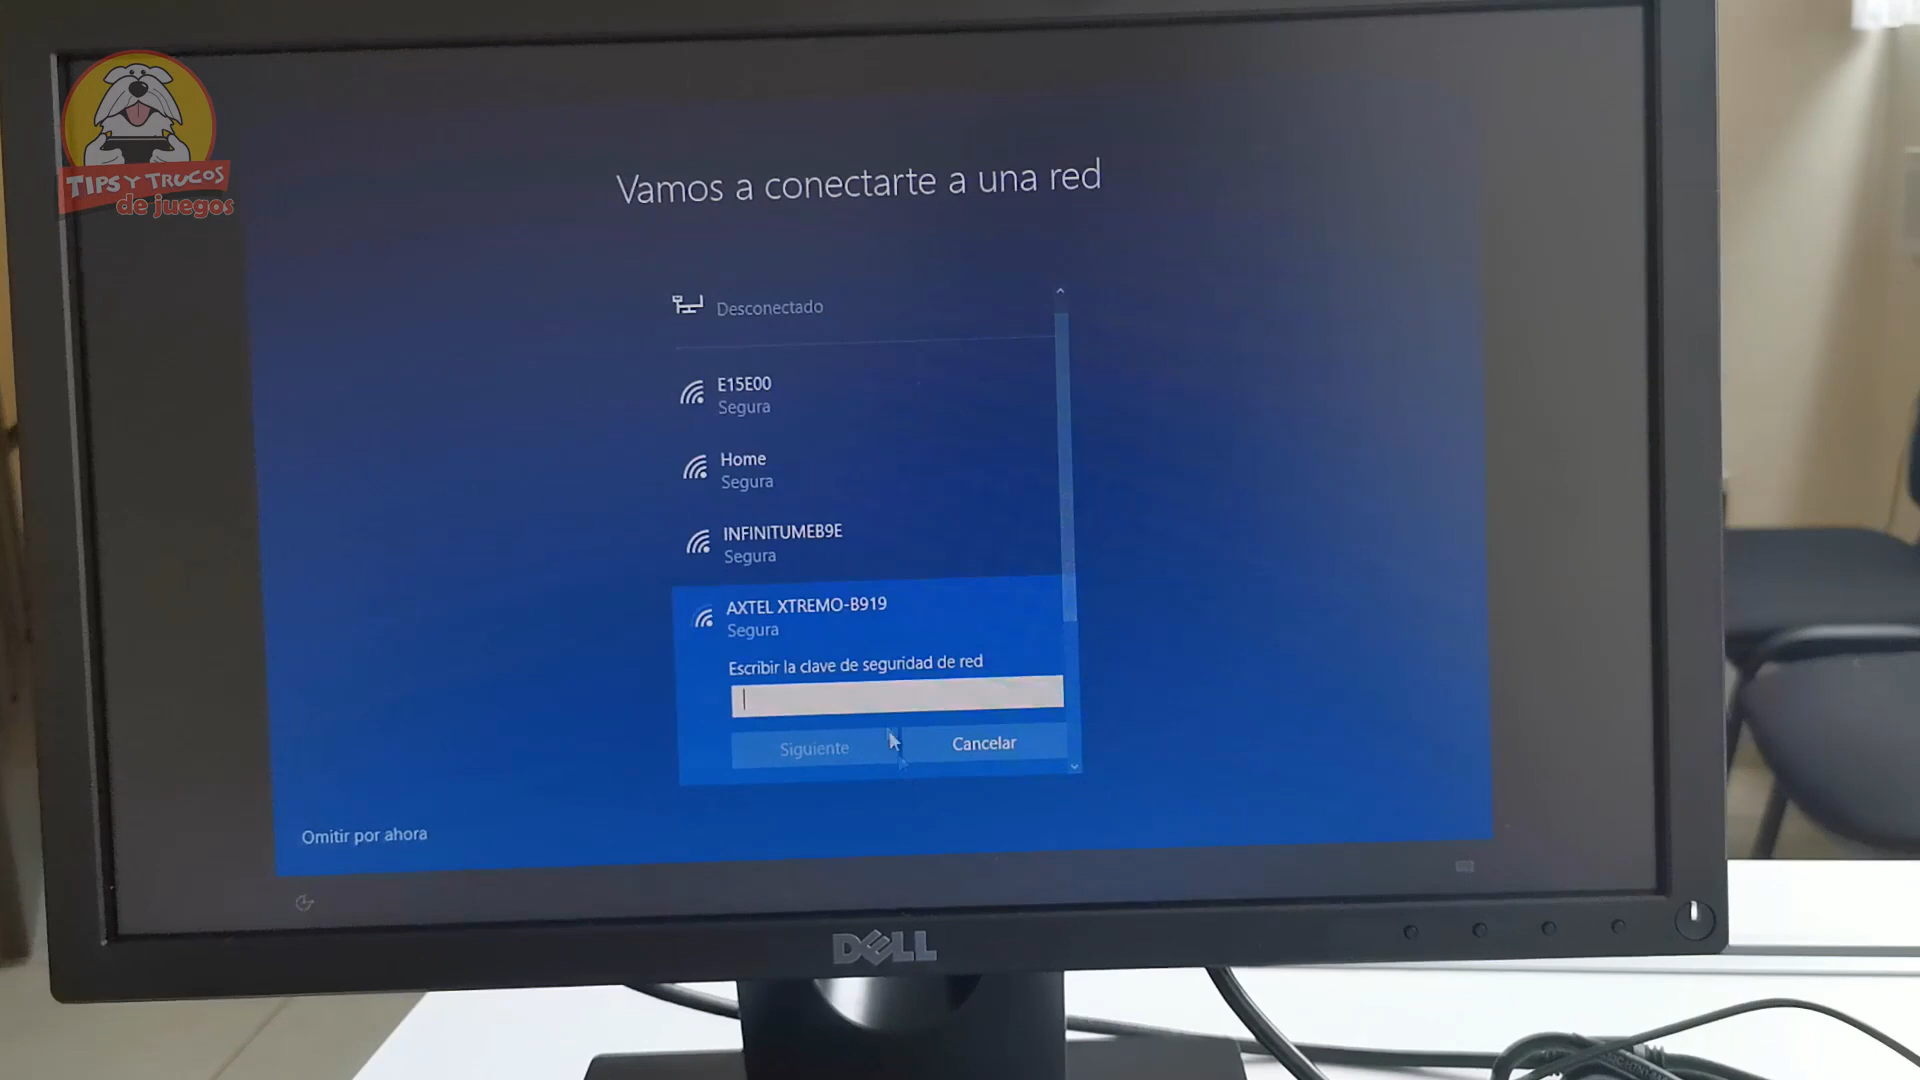 TIPS Y TRUCOS
de juegos
Vamos a conectarte a una red
Desconectado
E15E00
Segura
Home
Segura
INFINITUMEB9E
Segura
AXTEL XTREMO-B919
Segura
Escribir la clave de seguridad de red
Siguiente
Cancelar
Omitir por ahora
DELL